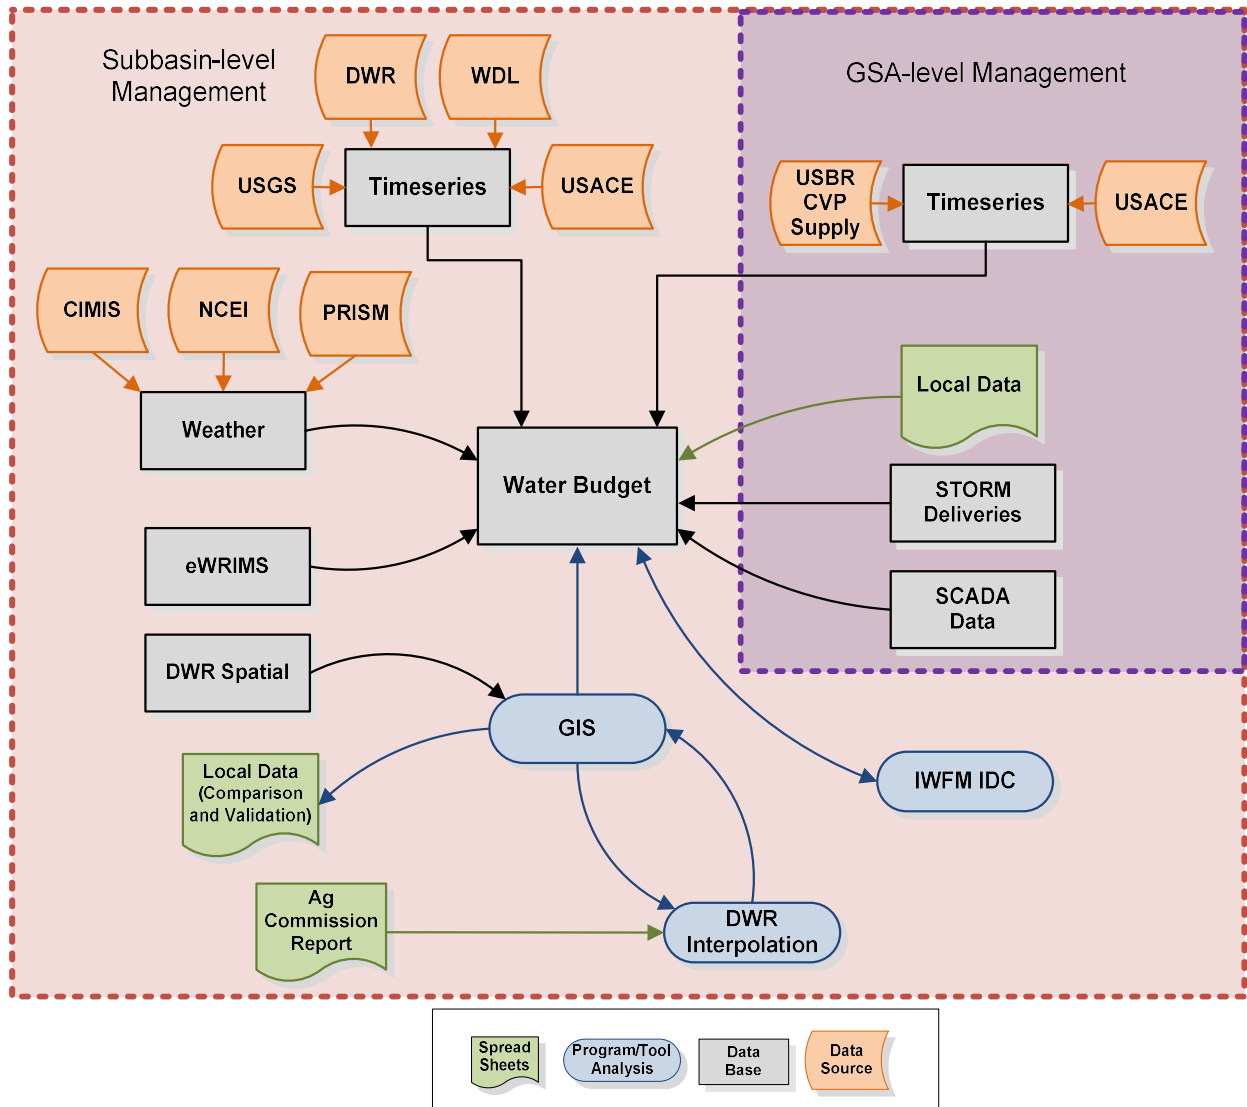 Subbasin-level
Management
DWR
WDL
GSA-level Management
USGS
Timeseries
USACE
USBR
CVP
Supply
Timeseries
USACE
CIMIS
NCEI
PRISM
Local Data
Weather
Water Budget
STORM
Deliveries
eWRIMS
SCADA
Data
DWR Spatial
GIS
Local Data
(Comparison
and Validation)
IWFM IDC
Ag
Commission
Report
DWR
Interpolation
Spread
Sheets
Program/Tool
Analysis
Data
Base
Data
Source